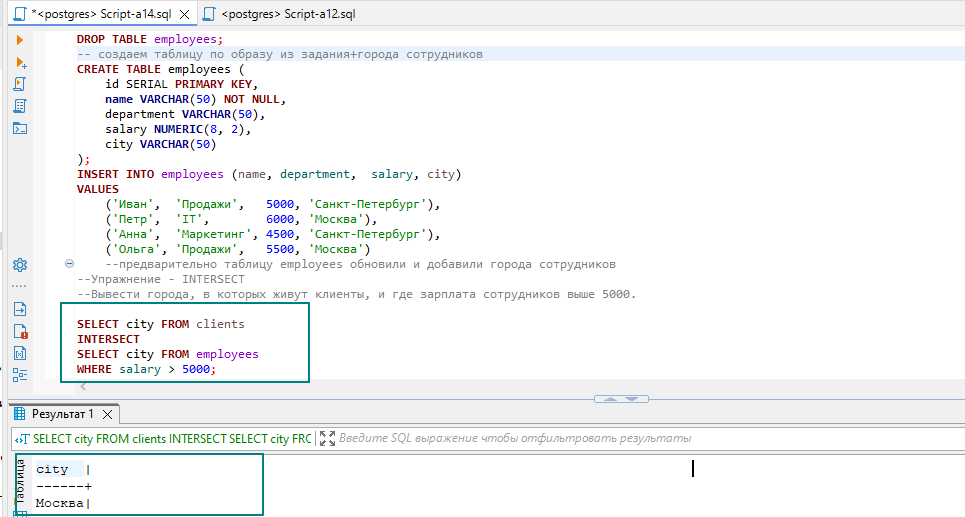 *<postgres> Script-a14.sql
<postgres> Script-a12.sql
DROP TABLE employees;
-- создаем таблицу по образу из задания+города сотрудников
CREATE TABLE employees (
    id SERIAL PRIMARY KEY,
    name VARCHAR(50) NOT NULL,
    department VARCHAR(50),
    salary NUMERIC(8, 2),
    city VARCHAR(50)
);
INSERT INTO employees (name, department,  salary, city)
VALUES
    ('Иван',  'Продажи',   5000, 'Санкт-Петербург'),
    ('Петр',  'IT',        6000, 'Москва'),
    ('Анна',  'Маркетинг', 4500, 'Санкт-Петербург'),
    ('Ольга', 'Продажи',   5500, 'Москва')
    --предварительно таблицу employees обновили и добавили города сотрудников
--Упражнение - INTERSECT
--Вывести города, в которых живут клиенты, и где зарплата сотрудников выше 5000.
SELECT city FROM clients
INTERSECT
SELECT city FROM employees
WHERE salary > 5000;
Результат 1
SELECT city FROM clients INTERSECT SELECT city FRC
Введите SQL выражение чтобы отфильтровать результаты
Таблица
city  |
------+
Москва|